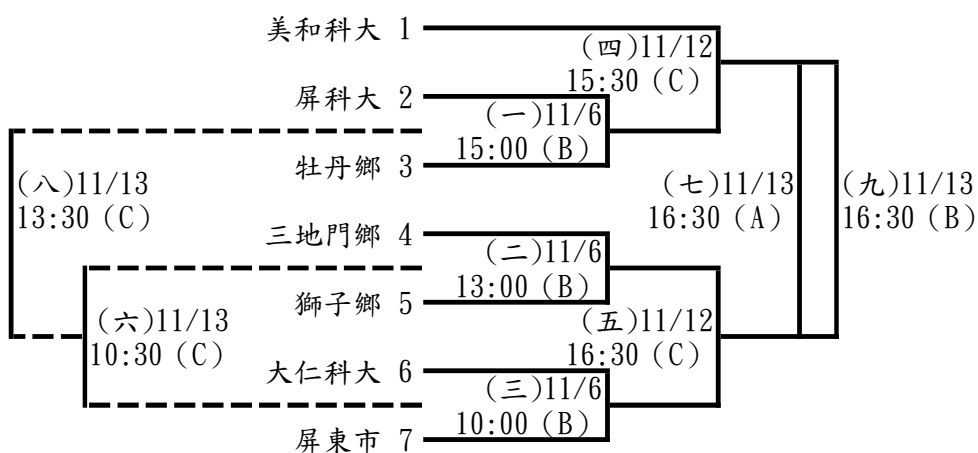 美和科大 1
(四)11/12
15:30 (C)
屏科大 2
(一)11/6
15:00 (B)
牡丹鄉 3
(八)11/13
13:30 (C)
(七)11/13
16:30 (A)
(九)11/13
16:30 (B)
三地門鄉 4
(二)11/6
13:00 (B)
獅子鄉 5
(六)11/13
10:30 (C)
(五)11/12
16:30 (C)
大仁科大 6
(三)11/6
10:00 (B)
屏東市 7